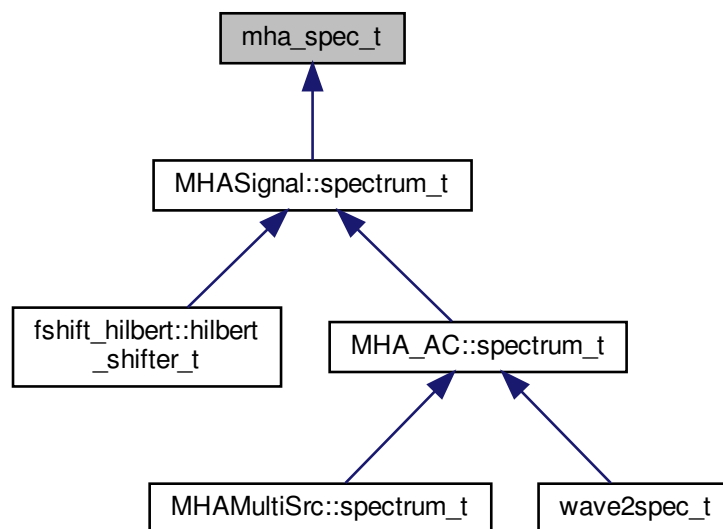 mha_spec_t
MHASignal::spectrum_t
fshift_hilbert::hilbert
_shifter_t
MHA_AC::spectrum_t
MHAMultiSrc::spectrum_t
wave2spec_t